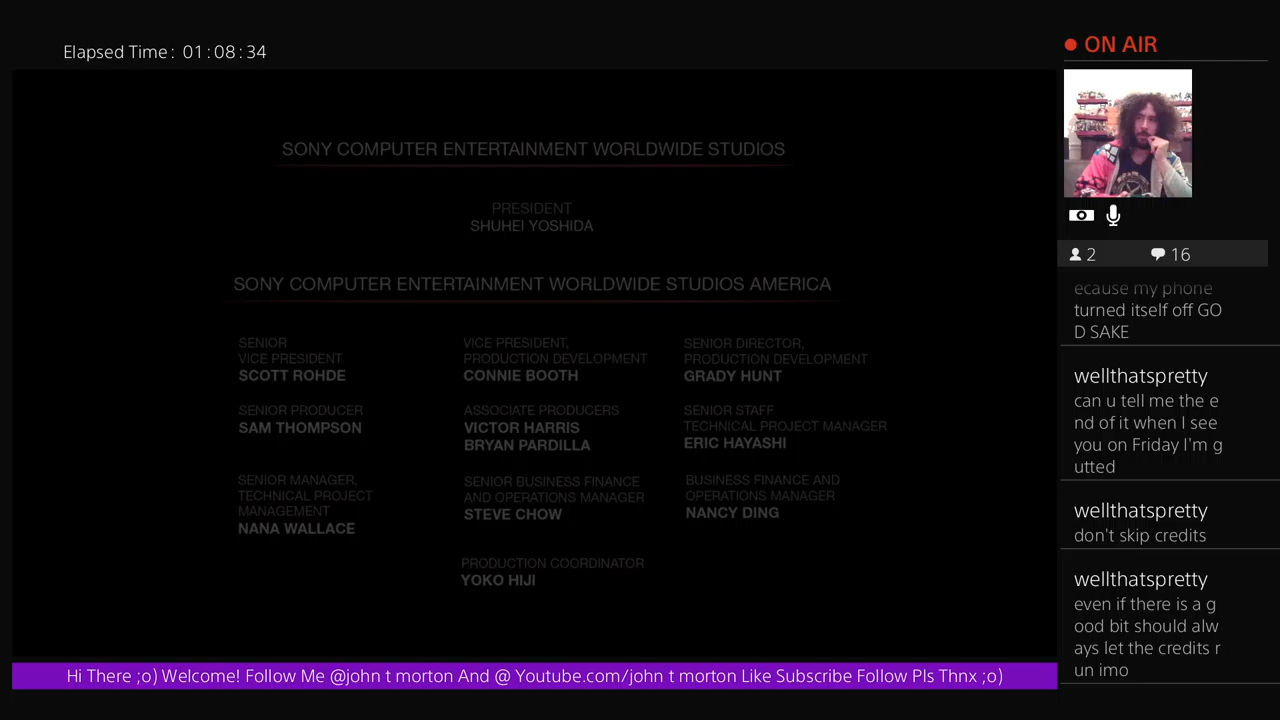 Elapsed Time: 01:08:34
ON AIR
SONY COMPUTER ENTERTAINMENT WORLDWIDE STUDIOS
PRESIDENT
SHUHEI YOSHIDA
SONY COMPUTER ENTERTAINMENT WORLDWIDE STUDIOS AMERICA
SENIOR
VICE PRESIDENT
SCOTT ROHDE
VICE PRESIDENT,
PRODUCTION DEVELOPMENT
CONNIE BOOTH
SENIOR DIRECTOR,
PRODUCTION DEVELOPMENT
GRADY HUNT
SENIOR PRODUCER
SAM THOMPSON
ASSOCIATE PRODUCERS
VICTOR HARRIS
BRYAN PARDILLA
SENIOR STAFF
TECHNICAL PROJECT MANAGER
ERIC HAYASHI
SENIOR MANAGER,
TECHNICAL PROJECT
MANAGEMENT
NANA WALLACE
SENIOR BUSINESS FINANCE
AND OPERATIONS MANAGER
STEVE CHOW
BUSINESS FINANCE AND
OPERATIONS MANAGER
NANCY DING
PRODUCTION COORDINATOR
YOKO HIJI
2
16
ecause my phone
turned itself off GO
D SAKE
wellthatspretty
can u tell me the e
nd of it when I see
you on Friday I'm g
utted
wellthatspretty
don't skip credits
wellthatspretty
even if there is a g
ood bit should alw
ays let the credits r
un imo
Hi There ;o) Welcome! Follow Me @john t morton And @ Youtube.com/john t morton Like Subscribe Follow Pls Thnx ;o)